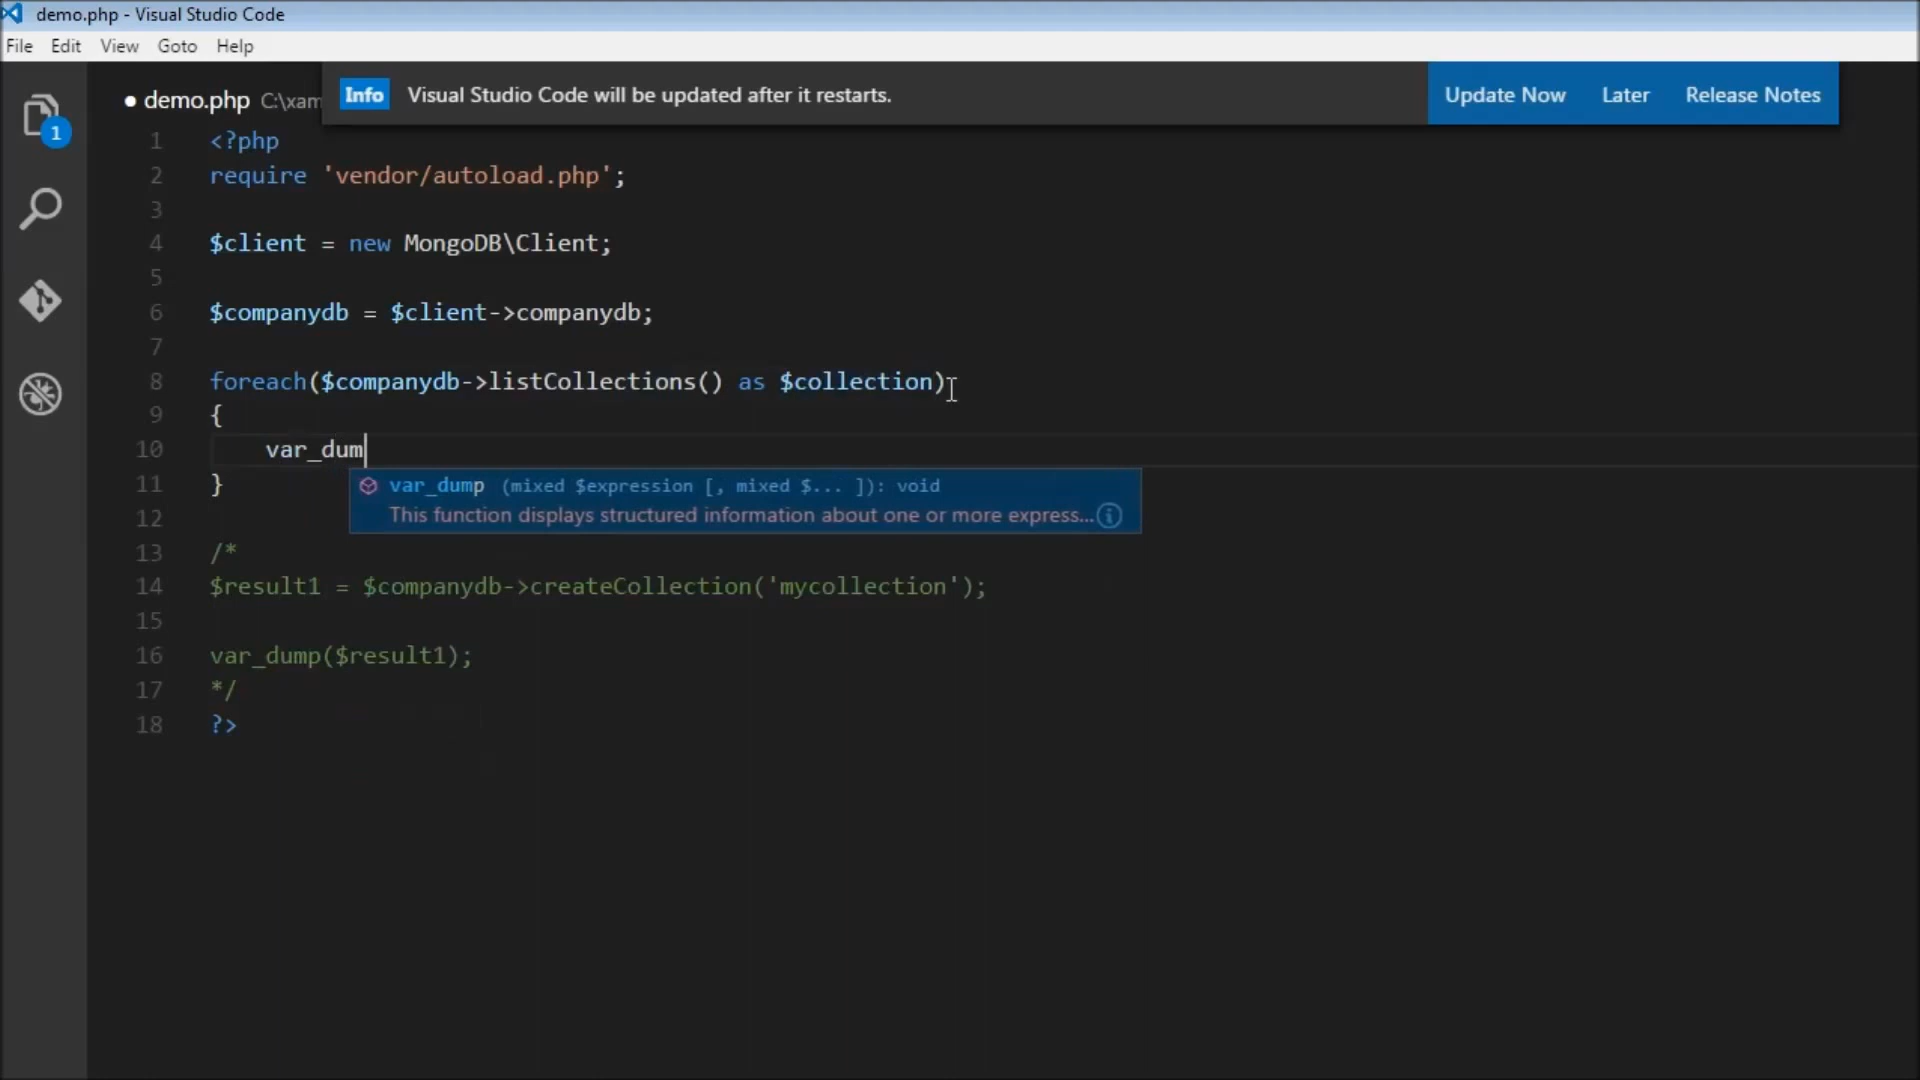 demo.php - Visual Studio Code
File Edit View Goto Help
● demo.php C:\xam
Info Visual Studio Code will be updated after it restarts. Update Now Later Release Notes
1
1 <?php
2 require 'vendor/autoload.php';
3
4 $client = new MongoDB\Client;
5
6 $companydb = $client->companydb;
7
8 foreach($companydb->listCollections() as $collection)
9 {
10 var_dum
var_dump (mixed $expression [, mixed $... ]): void
11 }
This function displays structured information about one or more express...
12
13 /*
14 $result1 = $companydb->createCollection('mycollection');
15
16 var_dump($result1);
17 */
18 ?>